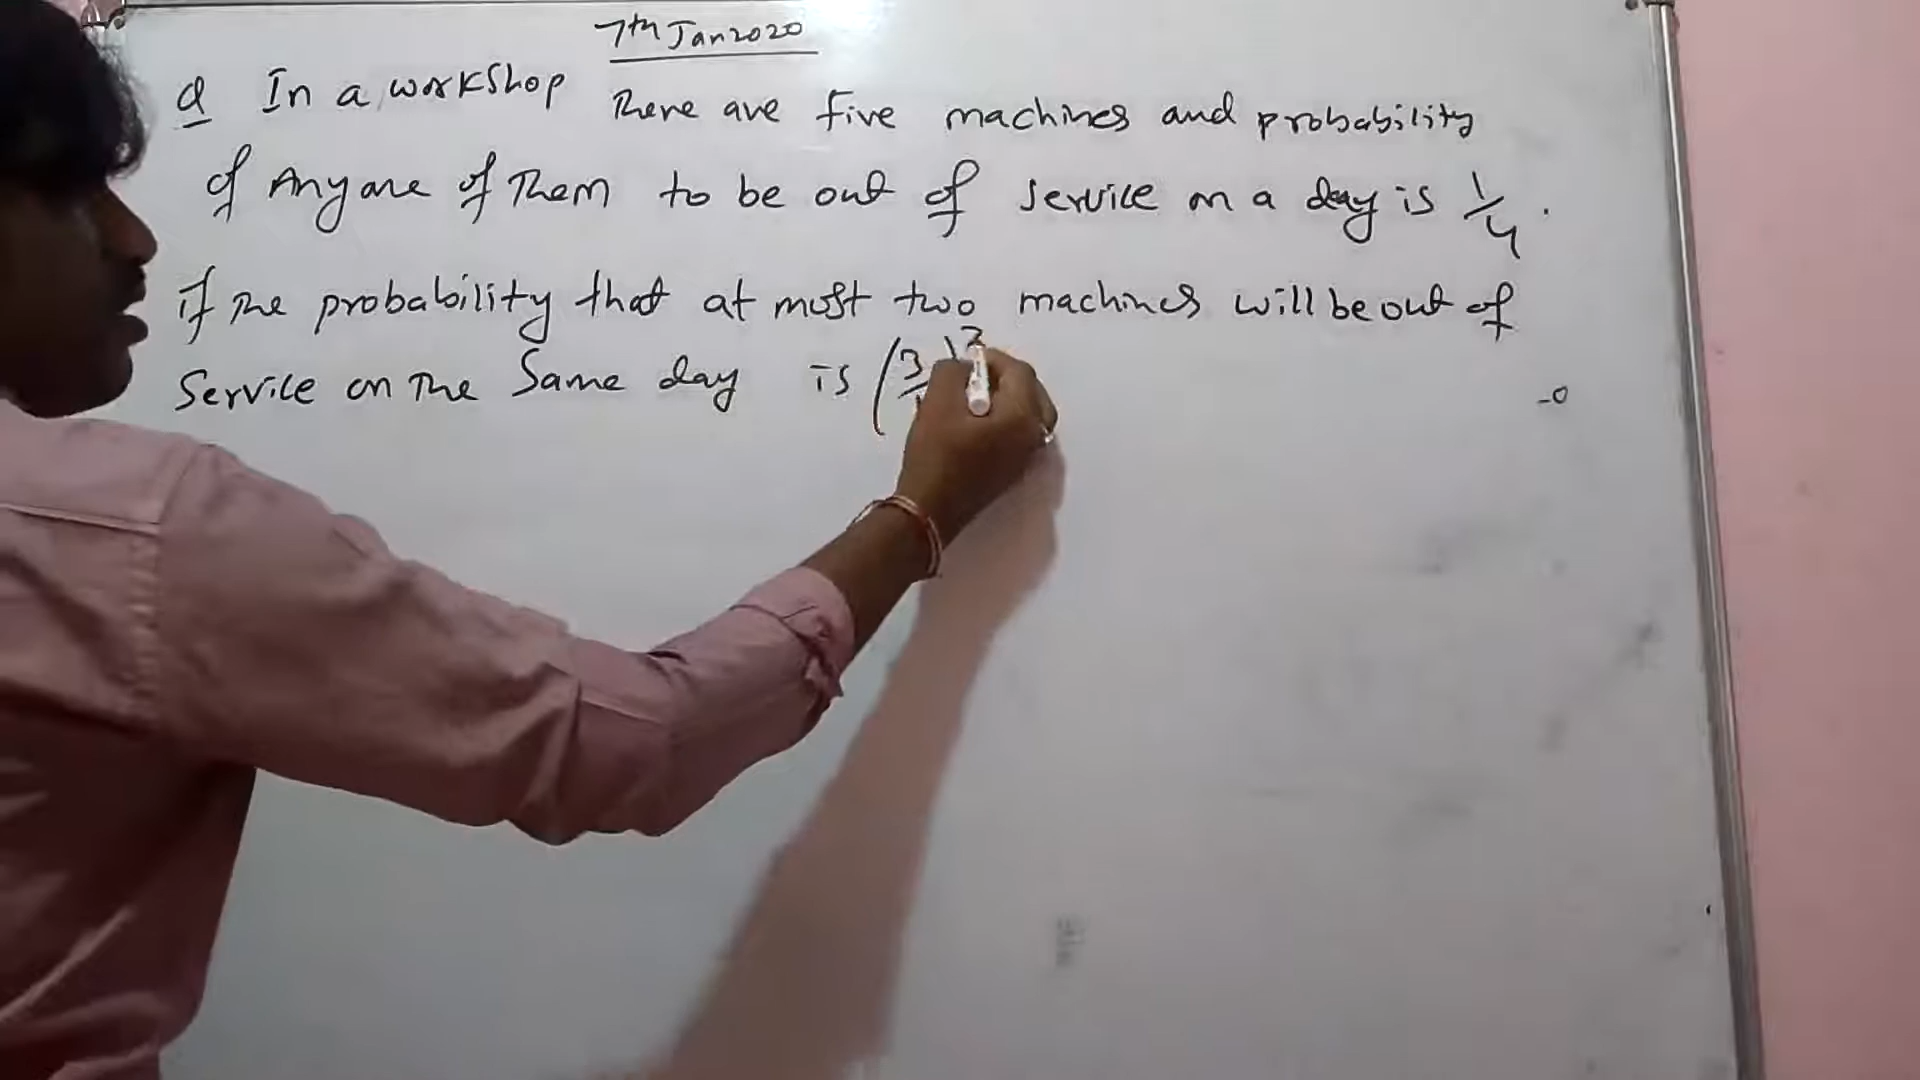 7th Jan 2020
Q In a workshop There are five machines and probability
of Anyone of Them to be out of service on a day is 1/4.
if The probability that at most two machines will be out of
Service on The Same day is (3